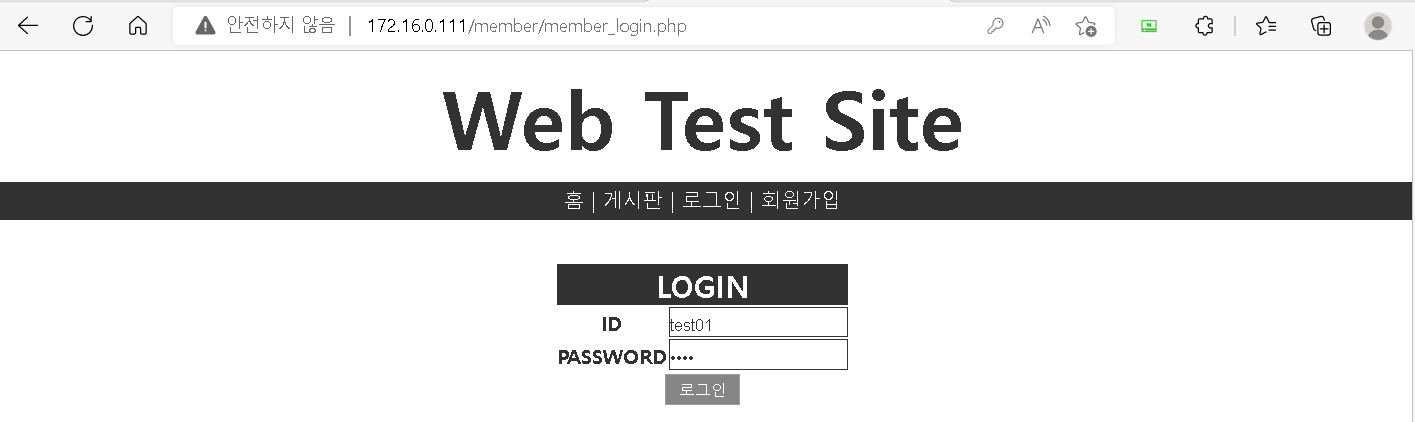 안전하지 않음 | 172.16.0.111/member/member_login.php
Web Test Site
홈 | 게시판 | 로그인 | 회원가입
LOGIN
ID test01
PASSWORD ••••
로그인